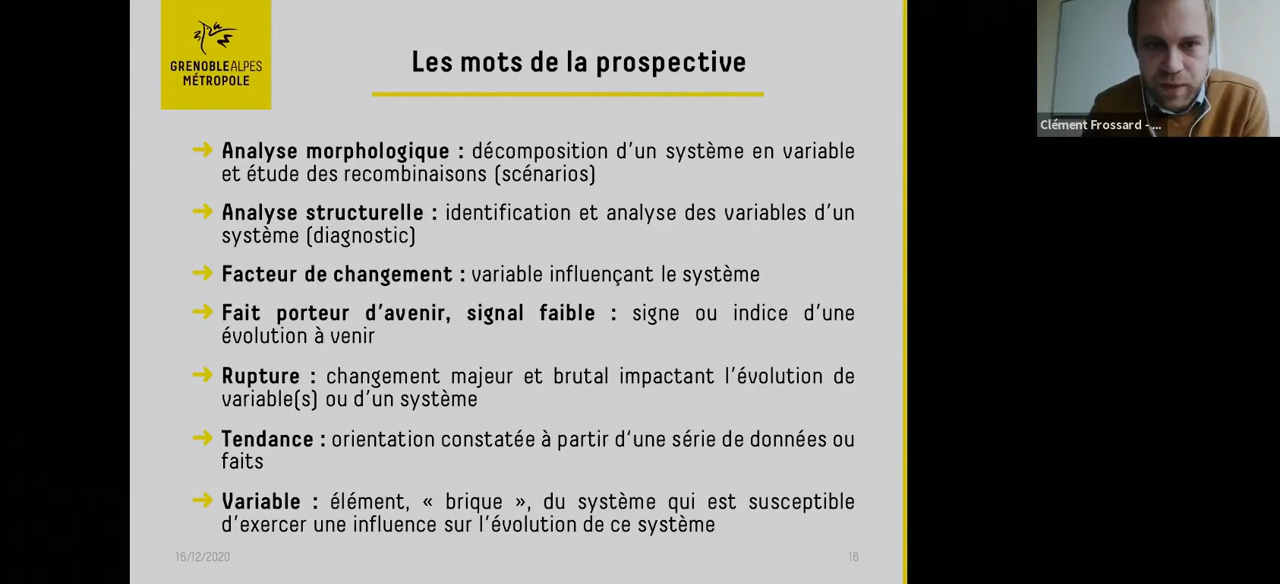 GRENOBLEALPES
MÉTROPOLE
Les mots de la prospective
Analyse morphologique : décomposition d'un système en variable
et étude des recombinaisons (scénarios)
Analyse structurelle : identification et analyse des variables d'un
système (diagnostic)
Facteur de changement : variable influençant le système
Fait porteur d'avenir, signal faible : signe ou indice d'une
évolution à venir
Rupture : changement majeur et brutal impactant l'évolution de
variable(s) ou d'un système
Tendance : orientation constatée à partir d'une série de données ou
faits
Variable : élément, « brique », du système qui est susceptible
d'exercer une influence sur l'évolution de ce système
16/12/2020
16
Clément Frossard - ...